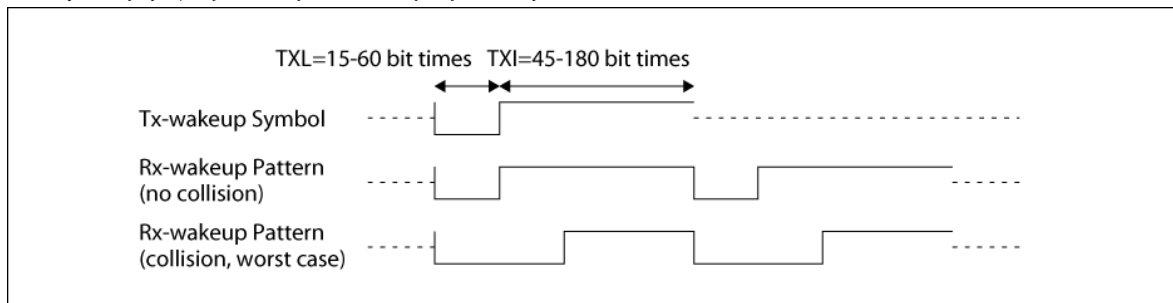 TXL=15-60 bit times TXI=45-180 bit times
Tx-wakeup Symbol
Rx-wakeup Pattern
(no collision)
Rx-wakeup Pattern
(collision, worst case)